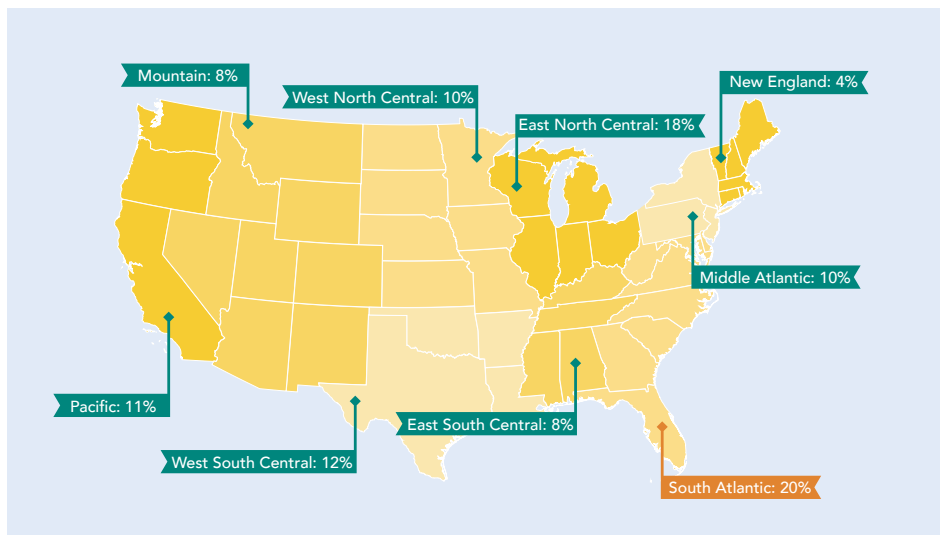 Mountain: 8%
New England: 4%
West North Central: 10%
East North Central: 18%
Middle Atlantic: 10%
Pacific: 11%
East South Central: 8%
West South Central: 12%
South Atlantic: 20%